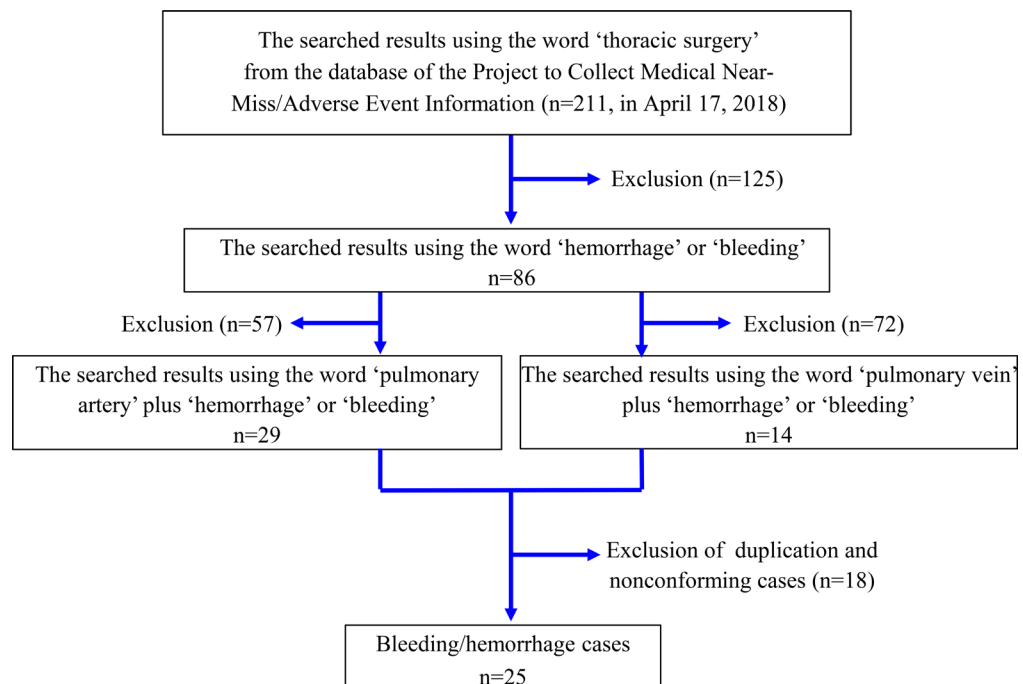 The searched results using the word ‘thoracic surgery’
from the database of the Project to Collect Medical Near-
Miss/Adverse Event Information (n=211, in April 17, 2018)
Exclusion (n=125)
The searched results using the word ‘hemorrhage’ or ‘bleeding’
n=86
Exclusion (n=57)
Exclusion (n=72)
The searched results using the word ‘pulmonary
artery’ plus ‘hemorrhage’ or ‘bleeding’
n=29
The searched results using the word ‘pulmonary vein’
plus ‘hemorrhage’ or ‘bleeding’
n=14
Exclusion of duplication and
nonconforming cases (n=18)
Bleeding/hemorrhage cases
n=25